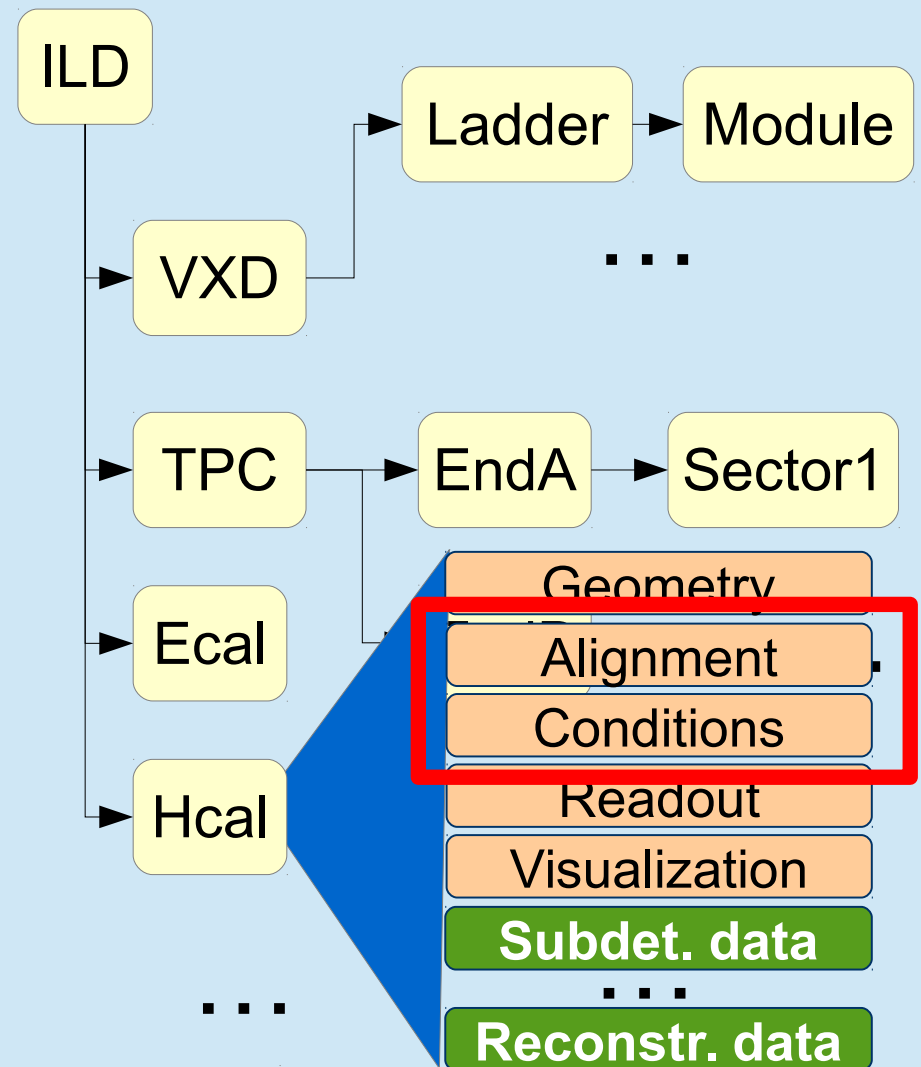 ILD
Ladder
Module
...
VXD
TPC
EndA
Sector1
Geometry
Ecal
Alignment
Conditions
Hcal
Readout
Visualization
Subdet. data
...
...
Reconstr. data